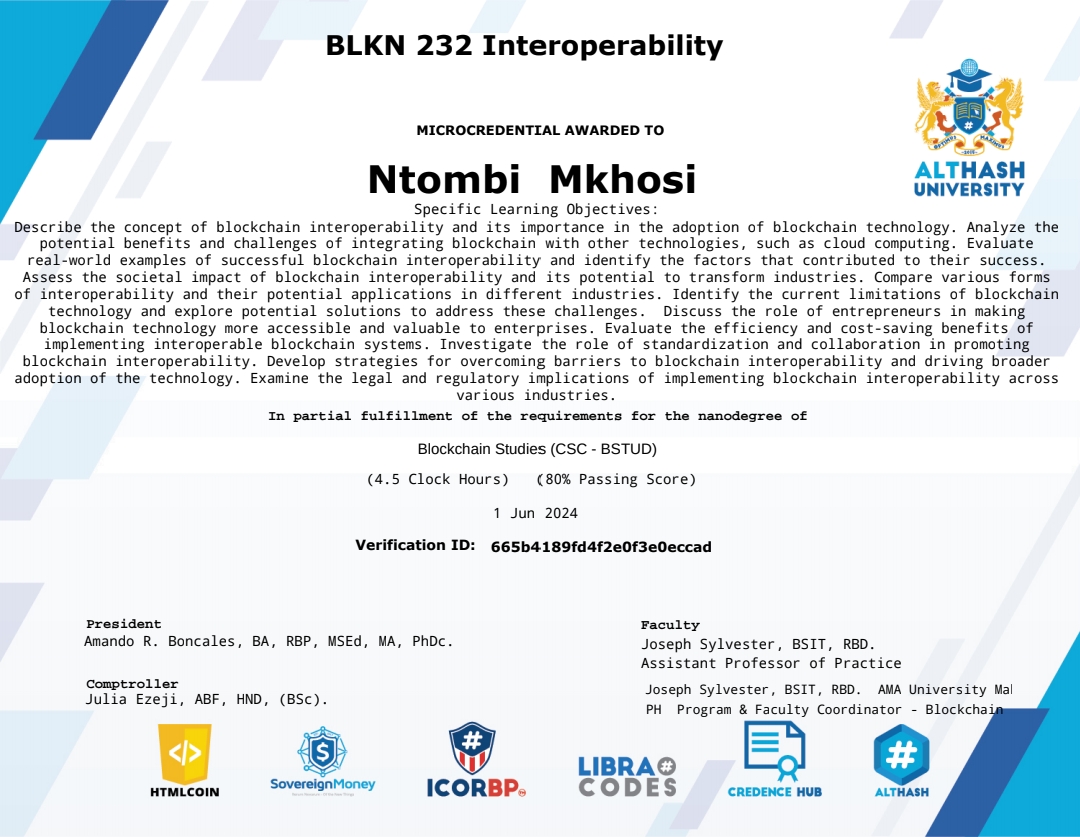 BLKN 232 Interoperability
MICROCREDENTIAL AWARDED TO
Ntombi Mkhosi
OPTIMUS MAXIMUS
ALTHASH
UNIVERSITY
Specific Learning Objectives:
Describe the concept of blockchain interoperability and its importance in the adoption of blockchain technology. Analyze the
potential benefits and challenges of integrating blockchain with other technologies, such as cloud computing. Evaluate
real-world examples of successful blockchain interoperability and identify the factors that contributed to their success.
Assess the societal impact of blockchain interoperability and its potential to transform industries. Compare various forms
of interoperability and their potential applications in different industries. Identify the current limitations of blockchain
technology and explore potential solutions to address these challenges.  Discuss the role of entrepreneurs in making
blockchain technology more accessible and valuable to enterprises. Evaluate the efficiency and cost-saving benefits of
implementing interoperable blockchain systems. Investigate the role of standardization and collaboration in promoting
blockchain interoperability. Develop strategies for overcoming barriers to blockchain interoperability and driving broader
adoption of the technology. Examine the legal and regulatory implications of implementing blockchain interoperability across
various industries.
In partial fulfillment of the requirements for the nanodegree of
Blockchain Studies (CSC - BSTUD)
(4.5 Clock Hours) (80% Passing Score)
1 Jun 2024
Verification ID: 665b4189fd4f2e0f3e0eccad
President
Amando R. Boncales, BA, RBP, MSEd, MA, PhDc.
Comptroller
Julia Ezeji, ABF, HND, (BSc).
Faculty
Joseph Sylvester, BSIT, RBD.
Assistant Professor of Practice
Joseph Sylvester, BSIT, RBD. AMA University Mal
PH Program & Faculty Coordinator - Blockchain
HTMLCOIN
SovereignMoney
ICORBP
LIBRA#
CODES
CREDENCE HUB
ALTHASH